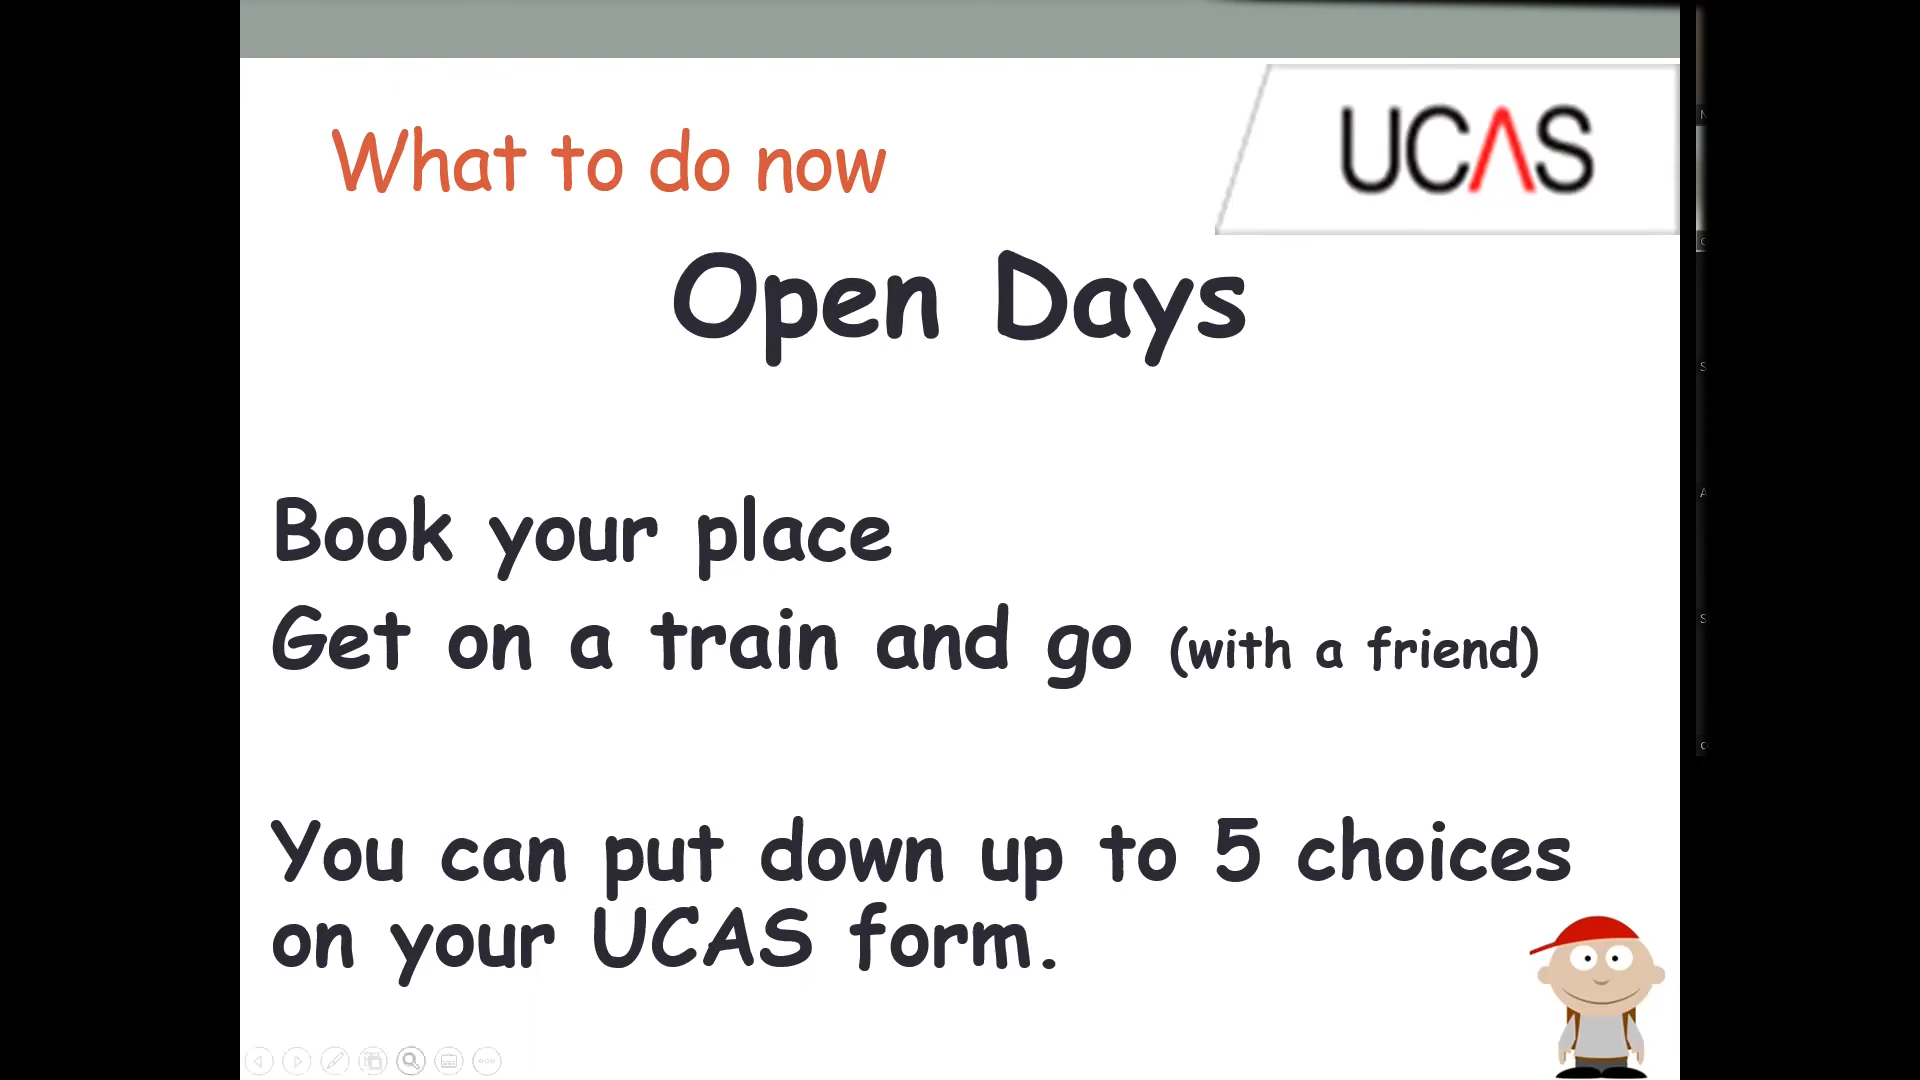 What to do now
UCAS
Open Days
Book your place
Get on a train and go (with a friend)
You can put down up to 5 choices
on your UCAS form.